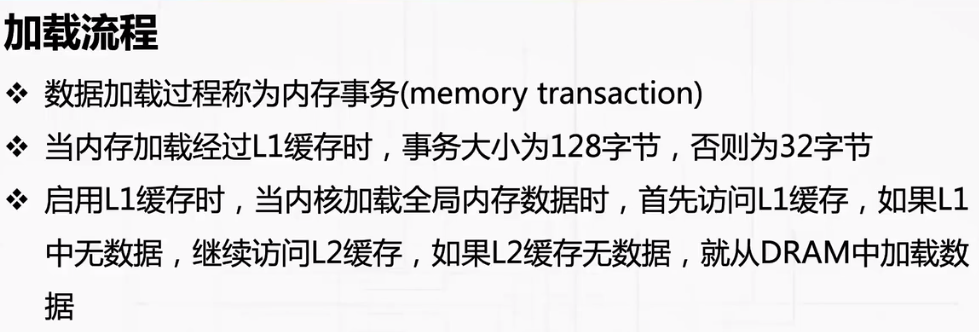 加载流程
❖ 数据加载过程称为内存事务(memory transaction)
❖ 当内存加载经过L1缓存时，事务大小为128字节，否则为32字节
❖ 启用L1缓存时，当内核加载全局内存数据时，首先访问L1缓存，如果L1
中无数据，继续访问L2缓存，如果L2缓存无数据，就从DRAM中加载数
据